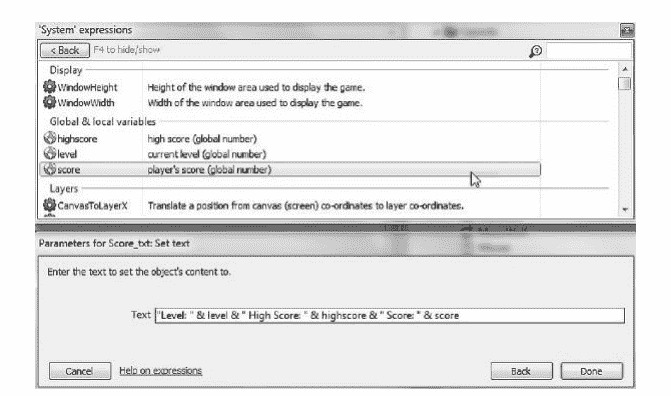 'System' expressions
< Back F4 to hide/show
Display
WindowHeight Height of the window area used to display the game.
WindowWidth Width of the window area used to display the game.
Global & local variables
highscore high score (global number)
level current level (global number)
score player's score (global number)
Layers
CanvasToLayerX Translate a position from canvas (screen) co-ordinates to layer co-ordinates.
Parameters for Score_txt: Set text
Enter the text to set the object's content to.
Text "Level: " & level & " High Score: " & highscore & " Score: " & score
Cancel Help on expressions Back Done